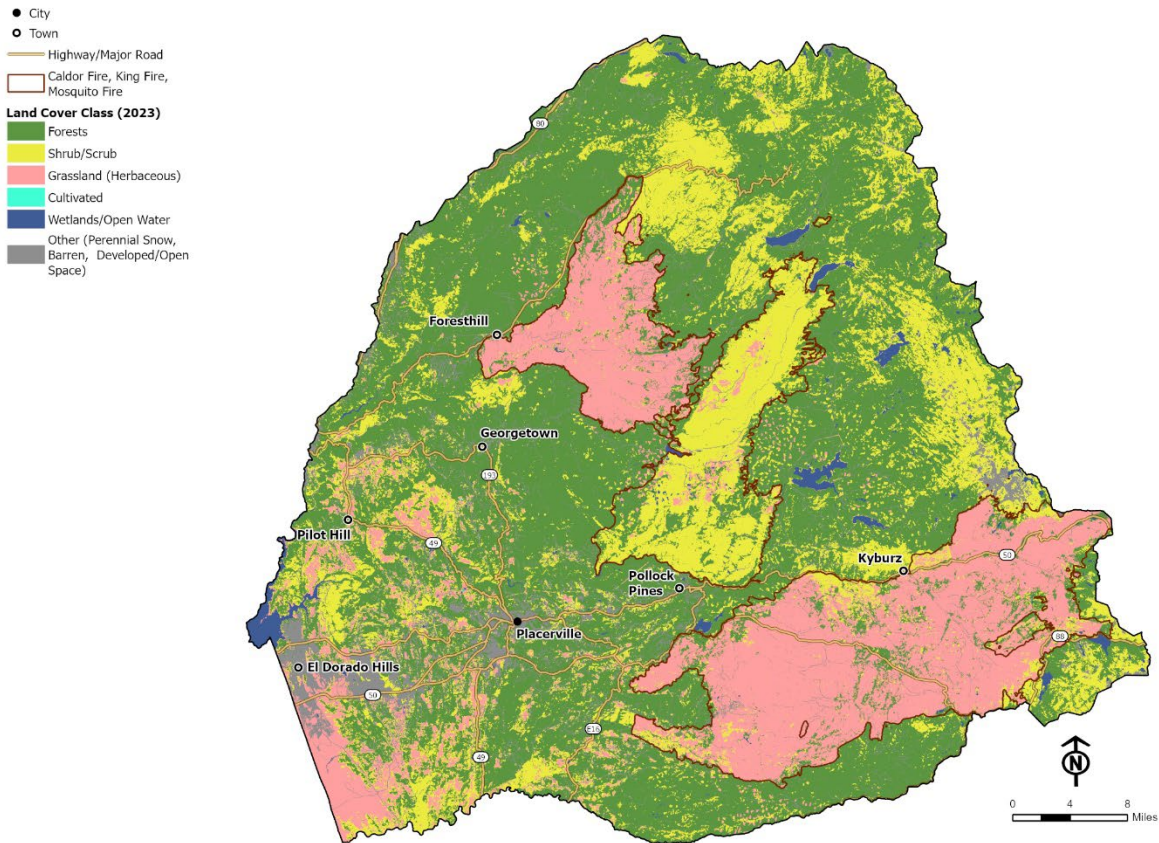 City
Town
Highway/Major Road
Caldor Fire, King Fire,
Mosquito Fire
Land Cover Class (2023)
Forests
Shrub/Scrub
Grassland (Herbaceous)
Cultivated
Wetlands/Open Water
Other (Perennial Snow,
Barren, Developed/Open
Space)
80
Foresthill
Georgetown
193
Pilot Hill
49
Kyburz
50
Pollock
Pines
Placerville
88
El Dorado Hills
50
E16
49
N
0 4 8
Miles